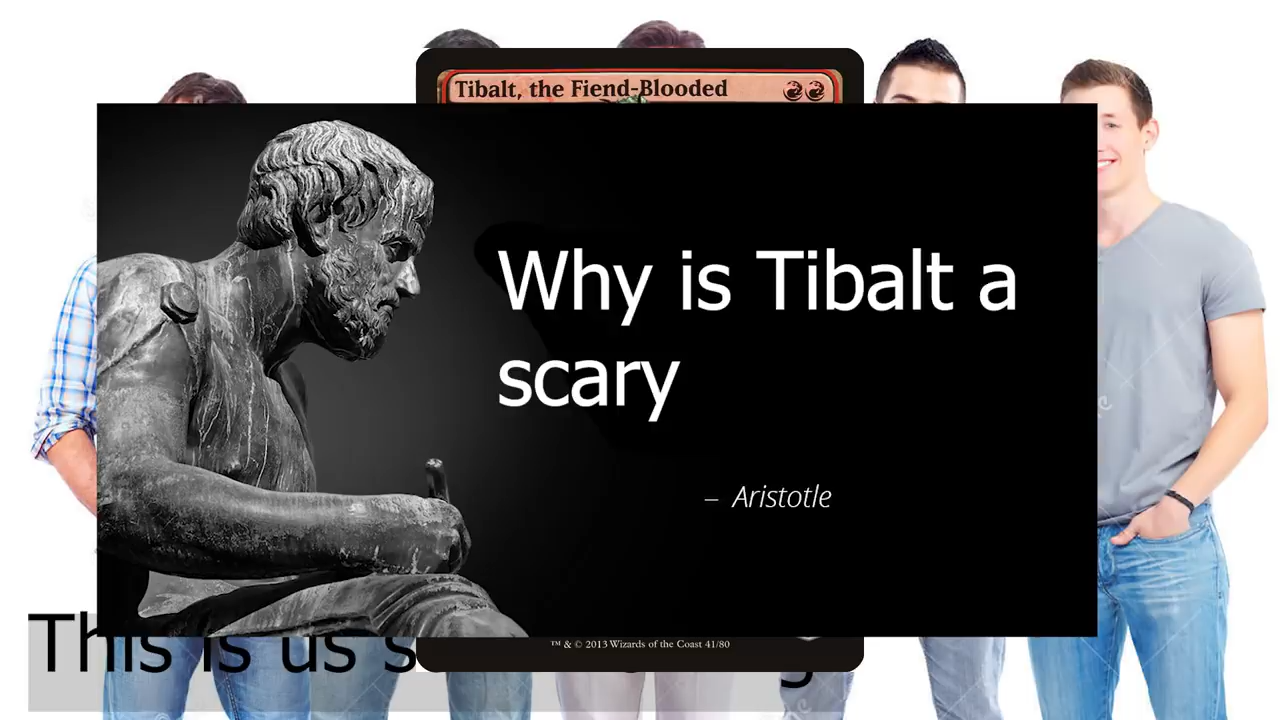 Tibalt, the Fiend-Blooded
Why is Tibalt a
scary
– Aristotle
This is us
™ & © 2013 Wizards of the Coast 41/80